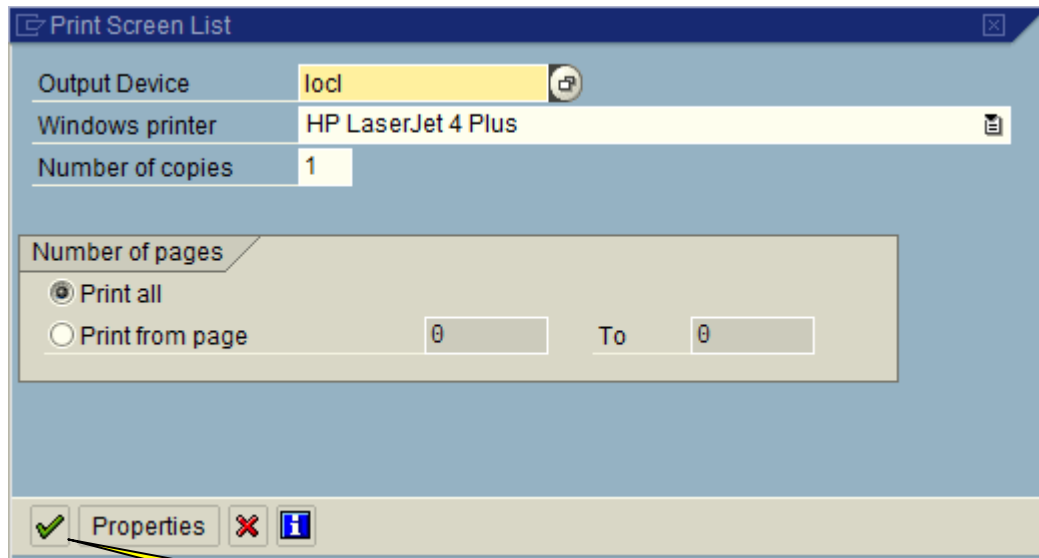 Print Screen List
Output Device locl
Windows printer HP LaserJet 4 Plus
Number of copies 1
Number of pages
Print all
Print from page 0 To 0
Properties